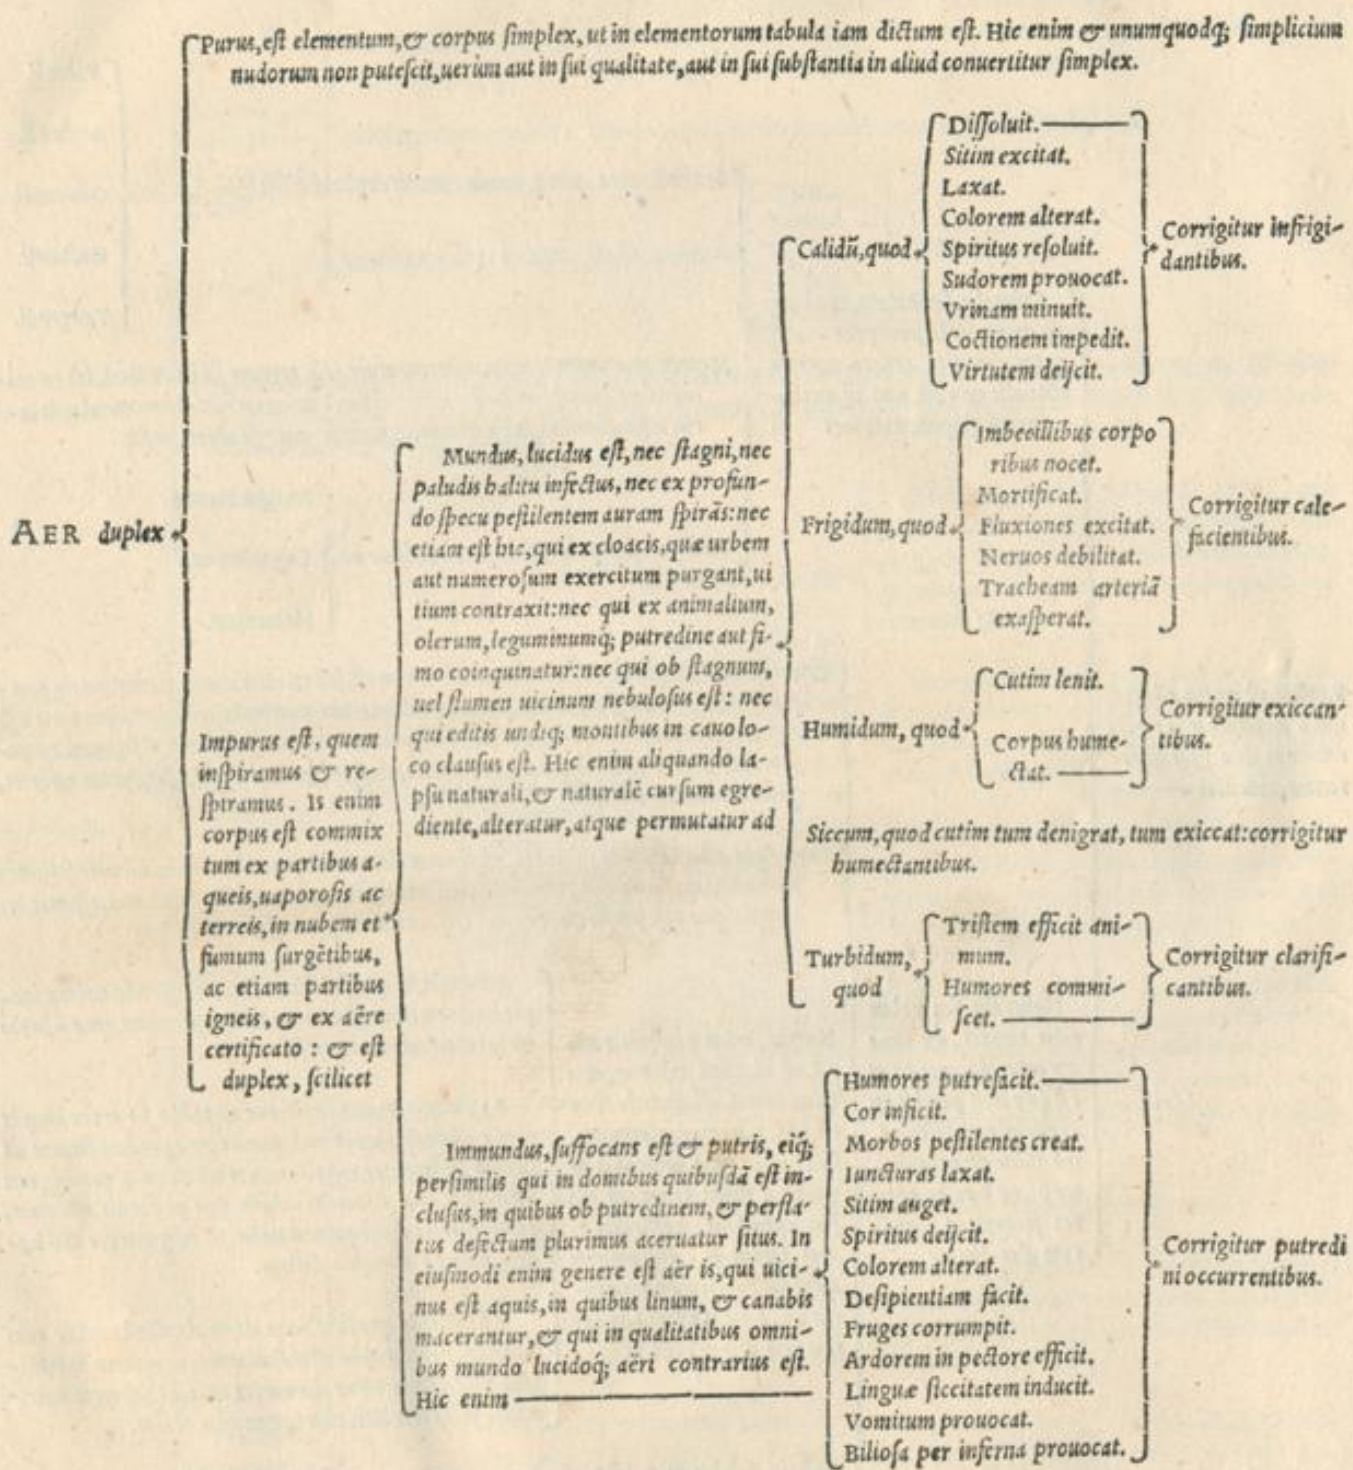 Purus, eſt elementum, & corpus ſimplex, ut in elementorum tabula iam dictum eſt. Hic enim & unumquodq; ſimplicium
nudorum non puteſcit, uerùm aut in ſui qualitate, aut in ſui ſubſtantia in aliud conuertitur ſimplex.
AER duplex
Impurus eſt, quem
inſpiramus & re-
ſpiramus. Is enim
corpus eſt commix
tum ex partibus a-
queis, uaporoſis ac
terreis, in nubem et
fumum ſurgẽtibus,
ac etiam partibus
igneis, & ex aëre
certificato : & eſt
duplex, ſcilicet
Mundus, lucidus eſt, nec ſtagni, nec
paludis halitu infectus, nec ex profun-
do ſpecu peſtilentem auram ſpirãs: nec
etiam eſt hic, qui ex cloacis, quæ urbem
aut numeroſum exercitum purgant, ui
tium contraxit: nec qui ex animalium,
olerum, leguminumq́; putredine aut fi-
mo coinquinatur: nec qui ob ſtagnum,
uel flumen uicinum nebuloſus eſt : nec
qui editis undiq; montibus in cauo lo-
co clauſus eſt. Hic enim aliquando la-
pſu naturali, & naturalẽ curſum egre-
diente, alteratur, atque permutatur ad
Calidũ, quod
Diſſoluit.
Sitim excitat.
Laxat.
Colorem alterat.
Spiritus reſoluit.
Sudorem prouocat.
Vrinam minuit.
Coctionem impedit.
Virtutem deijcit.
Corrigitur infrigi-
dantibus.
Frigidum, quod
Imbecillibus corpo
ribus nocet.
Mortificat.
Fluxiones excitat.
Neruos debilitat.
Tracheam arteriã
exaſperat.
Corrigitur cale-
facientibus.
Humidum, quod
Cutim lenit.
Corpus hume-
ctat.
Corrigitur exiccan-
tibus.
Siccum, quod cutim tum denigrat, tum exiccat: corrigitur
humectantibus.
Turbidum,
quod
Triſtem efficit ani-
mum.
Humores commi-
ſcet.
Corrigitur clarifi-
cantibus.
Immundus, ſuffocans eſt & putris, eiq́;
perſimilis qui in domibus quibuſdã eſt in-
cluſus, in quibus ob putredinem, & perfla-
tus defectum plurimus aceruatur ſitus. In
eiuſmodi enim genere eſt aër is, qui uici-
nus eſt aquis, in quibus linum, & canabis
macerantur, & qui in qualitatibus omni-
bus mundo lucidoq́; aëri contrarius eſt.
Hic enim
Humores putrefacit.
Cor inficit.
Morbos peſtilentes creat.
Iuncturas laxat.
Sitim auget.
Spiritus deijcit.
Colorem alterat.
Deſipientiam facit.
Fruges corrumpit.
Ardorem in pectore efficit.
Linguæ ſiccitatem inducit.
Vomitum prouocat.
Bilioſa per inferna prouocat.
Corrigitur putredi
ni occurrentibus.